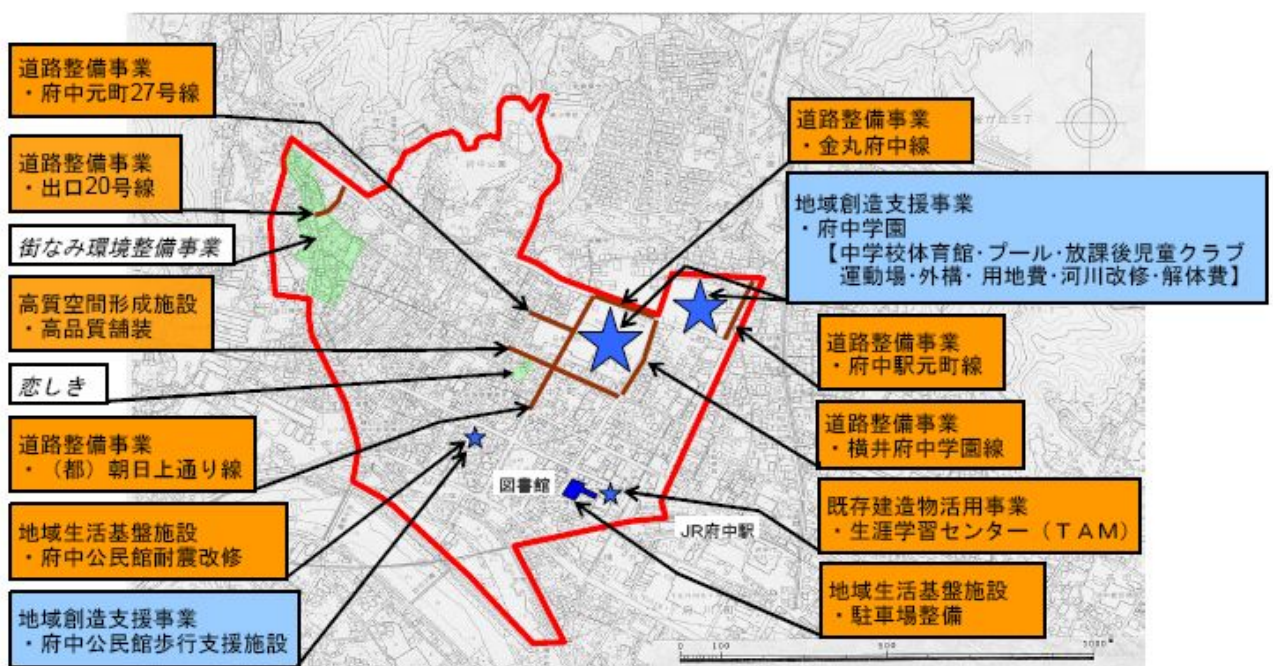 道路整備事業
・府中元町27号線
道路整備事業
・出口20号線
街なみ環境整備事業
高質空間形成施設
・高品質舗装
恋しき
道路整備事業
・（都）朝日上通り線
地域生活基盤施設
・府中公民館耐震改修
地域創造支援事業
・府中公民館歩行支援施設
府中公園
図書館
JR府中駅
道路整備事業
・金丸府中線
地域創造支援事業
・府中学園
【中学校体育館・プール・放課後児童クラブ
運動場・外構・用地費・河川改修・解体費】
道路整備事業
・府中駅元町線
道路整備事業
・横井府中学園線
既存建造物活用事業
・生涯学習センター（ＴＡＭ）
地域生活基盤施設
・駐車場整備
0 100 500 1000